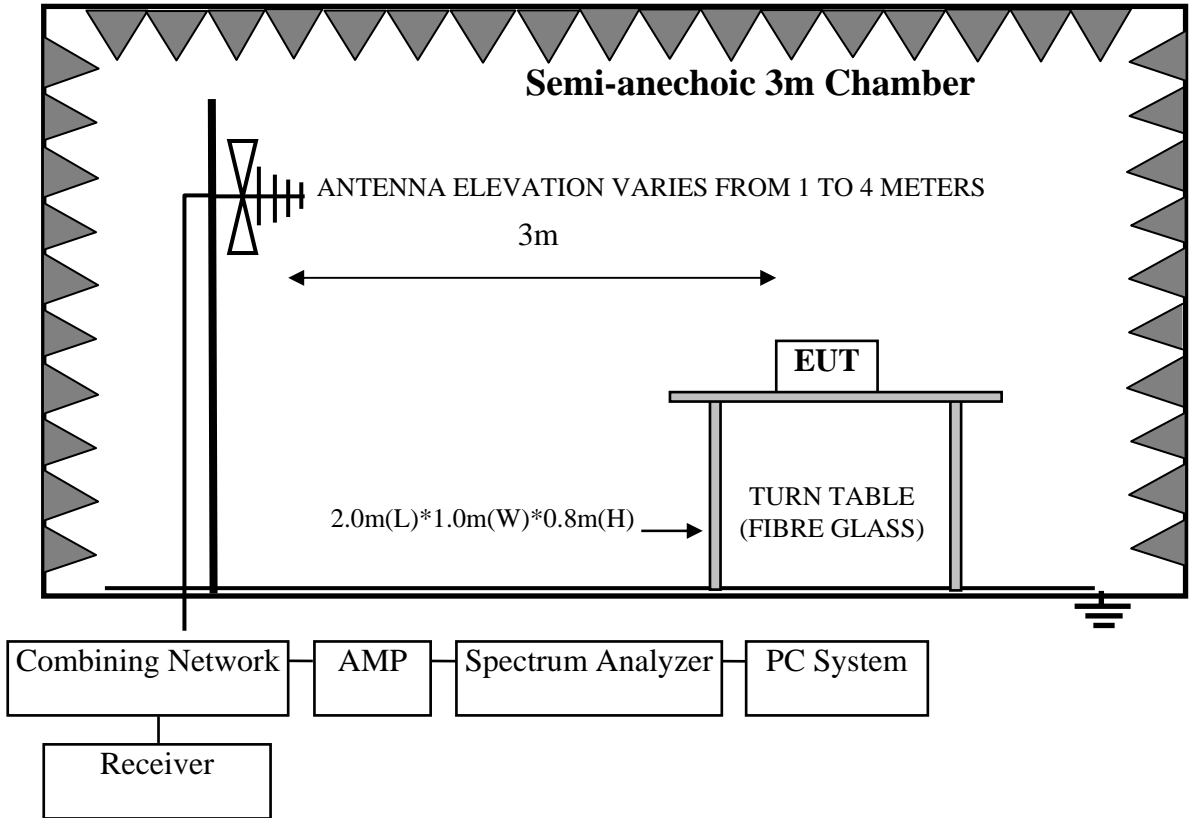 Semi-anechoic 3m Chamber
ANTENNA ELEVATION VARIES FROM 1 TO 4 METERS
3m
EUT
TURN TABLE
(FIBRE GLASS)
2.0m(L)*1.0m(W)*0.8m(H)
Combining Network
AMP
Spectrum Analyzer
PC System
Receiver